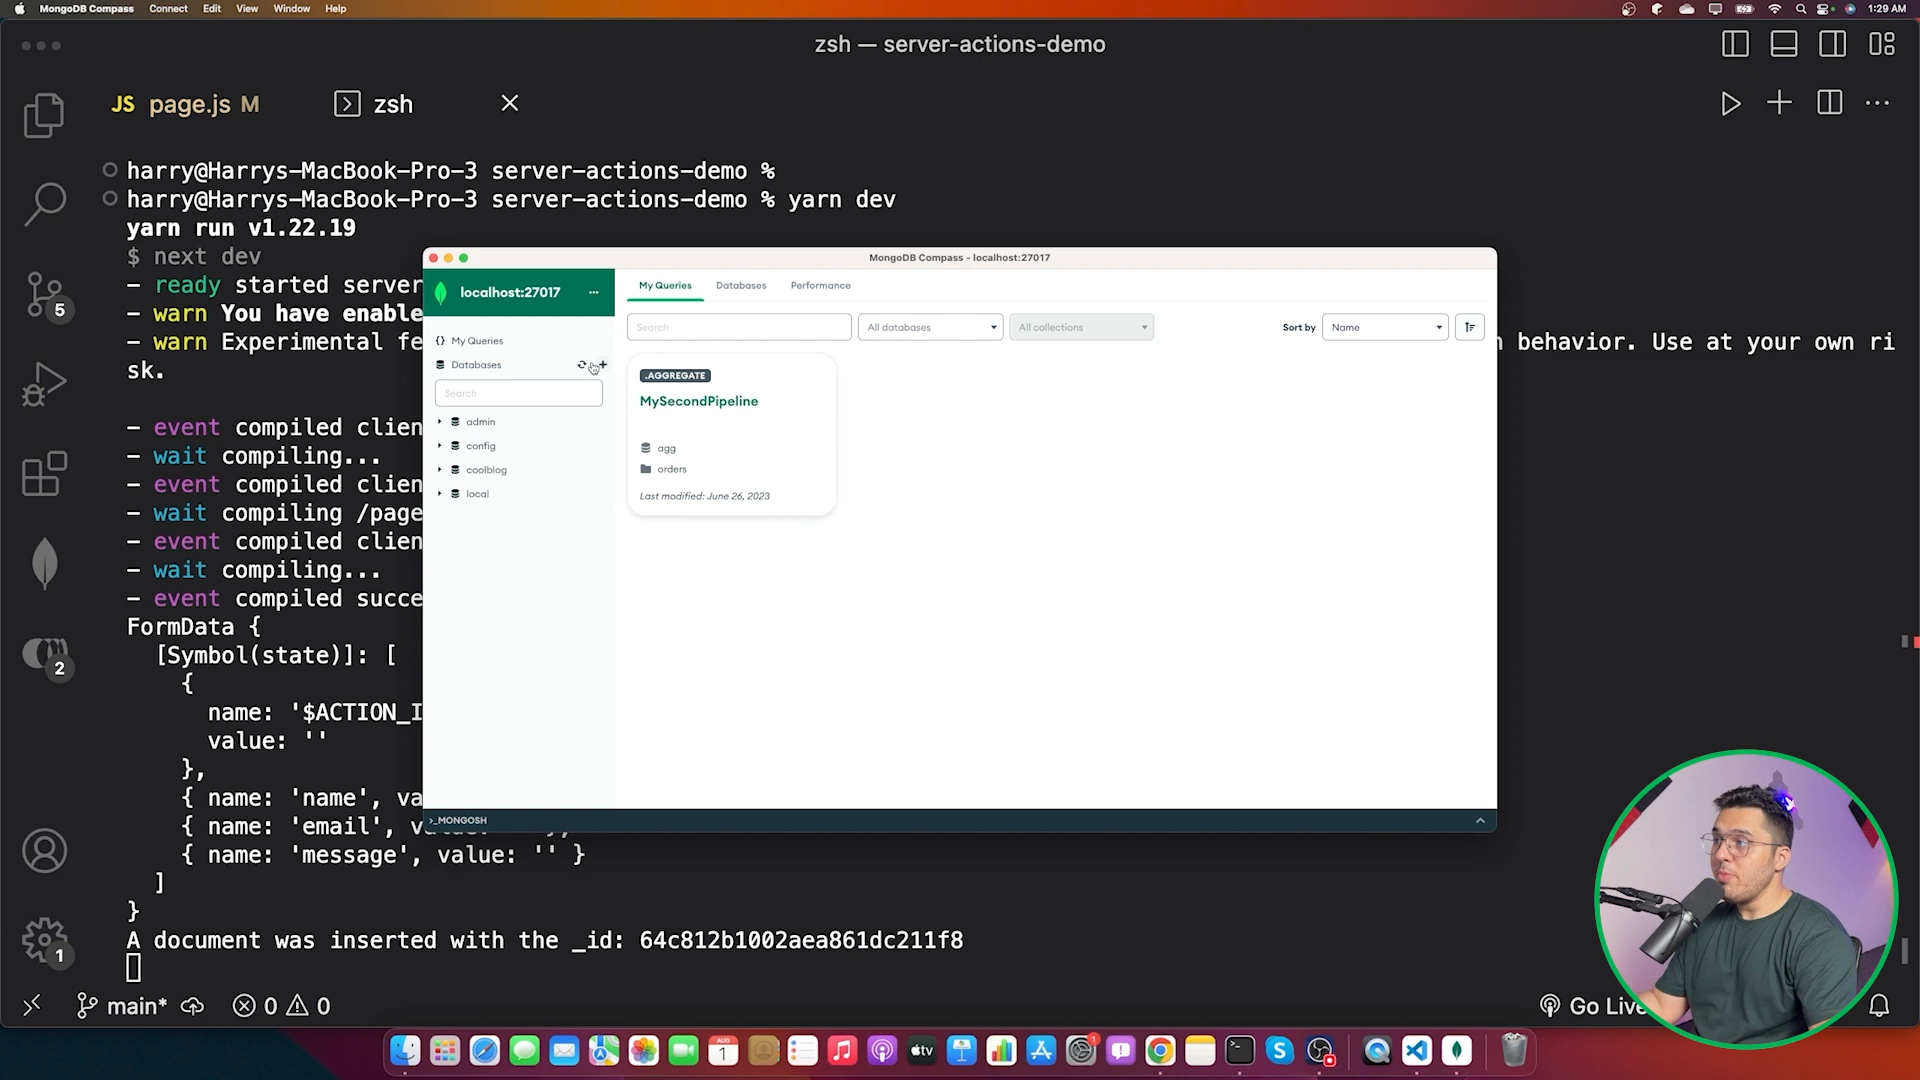 MongoDB Compass Connect Edit View Window Help
1:29 AM
zsh — server-actions-demo
JS page.js M
zsh
harry@Harrys-MacBook-Pro-3 server-actions-demo %
harry@Harrys-MacBook-Pro-3 server-actions-demo % yarn dev
yarn run v1.22.19
$ next dev
- ready started server
- warn You have enable
- warn Experimental fe
n behavior. Use at your own ri
sk.
- event compiled clien
- wait compiling...
- event compiled clien
- wait compiling /page
- event compiled clien
- wait compiling...
- event compiled succe
FormData {
[Symbol(state)]: [
{
name: '$ACTION_I
value: ''
},
{ name: 'name', va
{ name: 'email',
{ name: 'message', value: '' }
]
}
A document was inserted with the _id: 64c812b1002aea861dc211f8
5
2
1
MongoDB Compass - localhost:27017
localhost:27017
My Queries
Databases
Search
admin
config
coolblog
local
My Queries Databases Performance
Search
All databases
All collections
Sort by
Name
.AGGREGATE
MySecondPipeline
agg
orders
Last modified: June 26, 2023
>_MONGOSH
main*
0 0
Go Live
AUG
1
tv
1